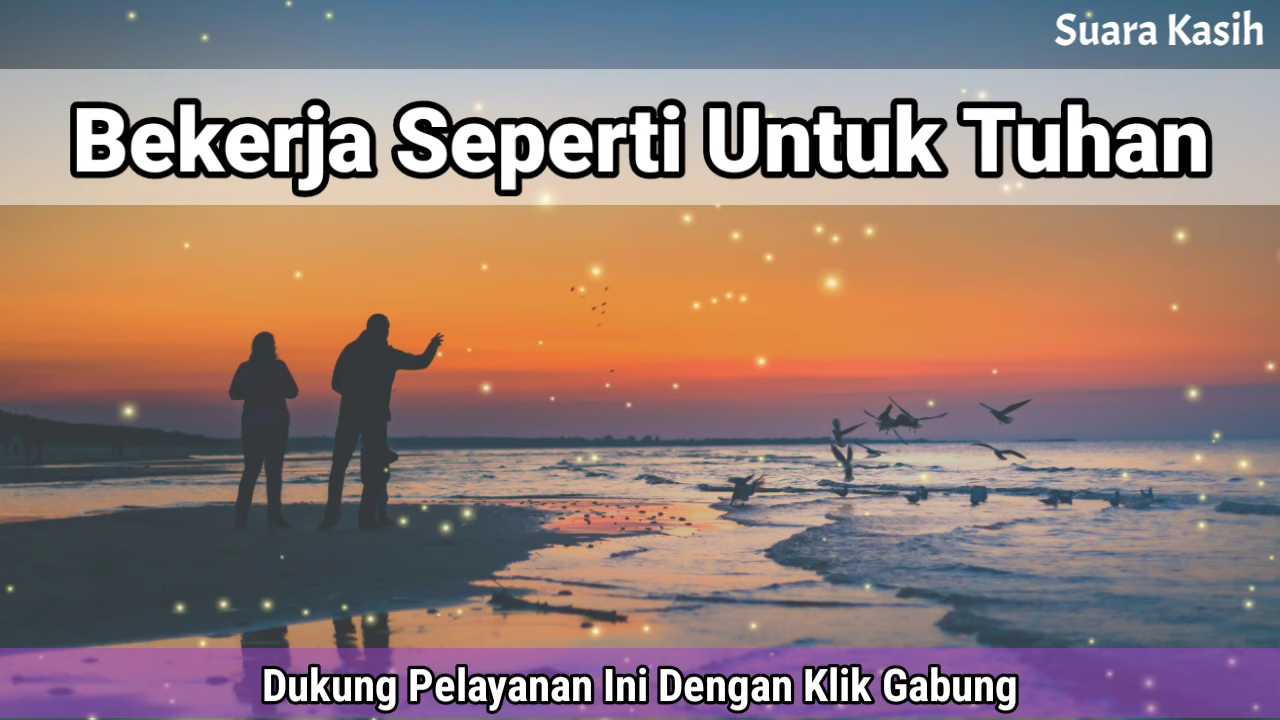 Suara Kasih
Bekerja Seperti Untuk Tuhan
Dukung Pelayanan Ini Dengan Klik Gabung